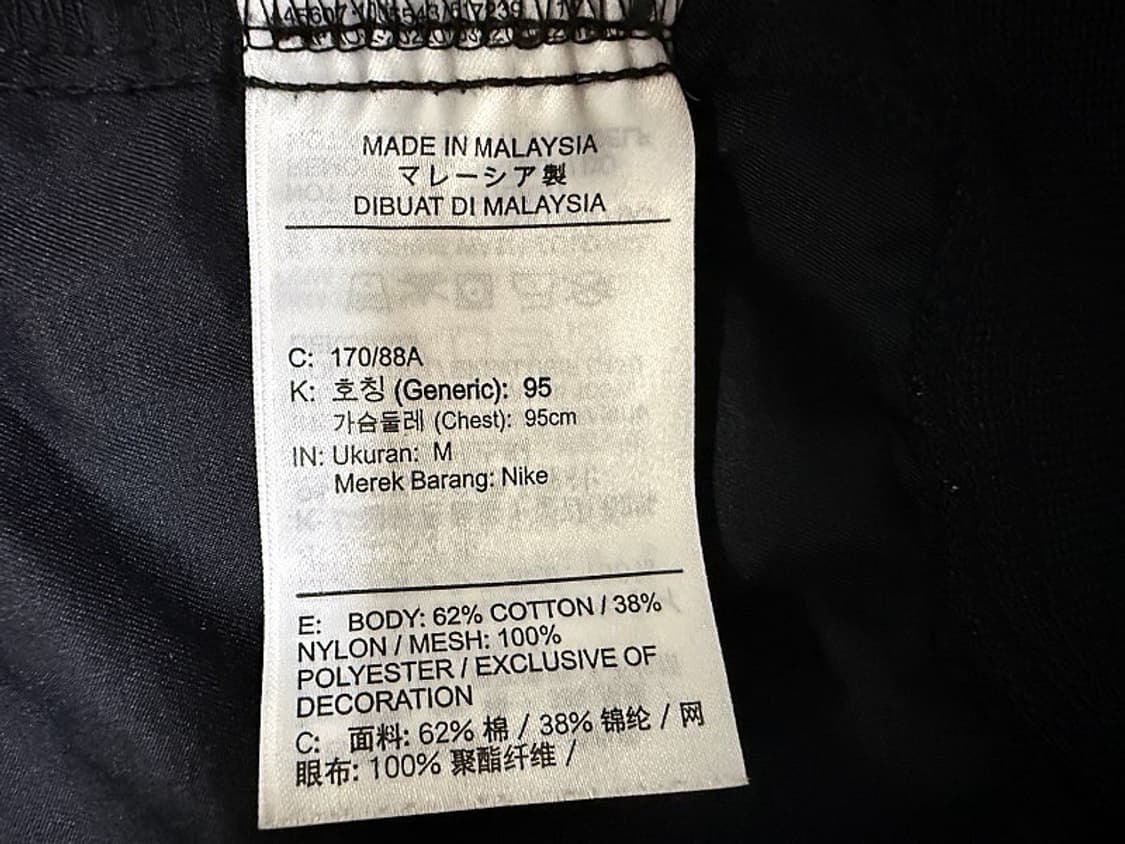 MADE IN MALAYSIA
マレーシア製
DIBUAT DI MALAYSIA
C: 170/88A
K: 호칭 (Generic): 95
가슴둘레 (Chest): 95cm
IN: Ukuran: M
Merek Barang: Nike
E: BODY: 62% COTTON / 38%
NYLON / MESH: 100%
POLYESTER / EXCLUSIVE OF
DECORATION
C: 面料: 62% 棉 / 38% 锦纶 / 网
眼布: 100% 聚酯纤维 /